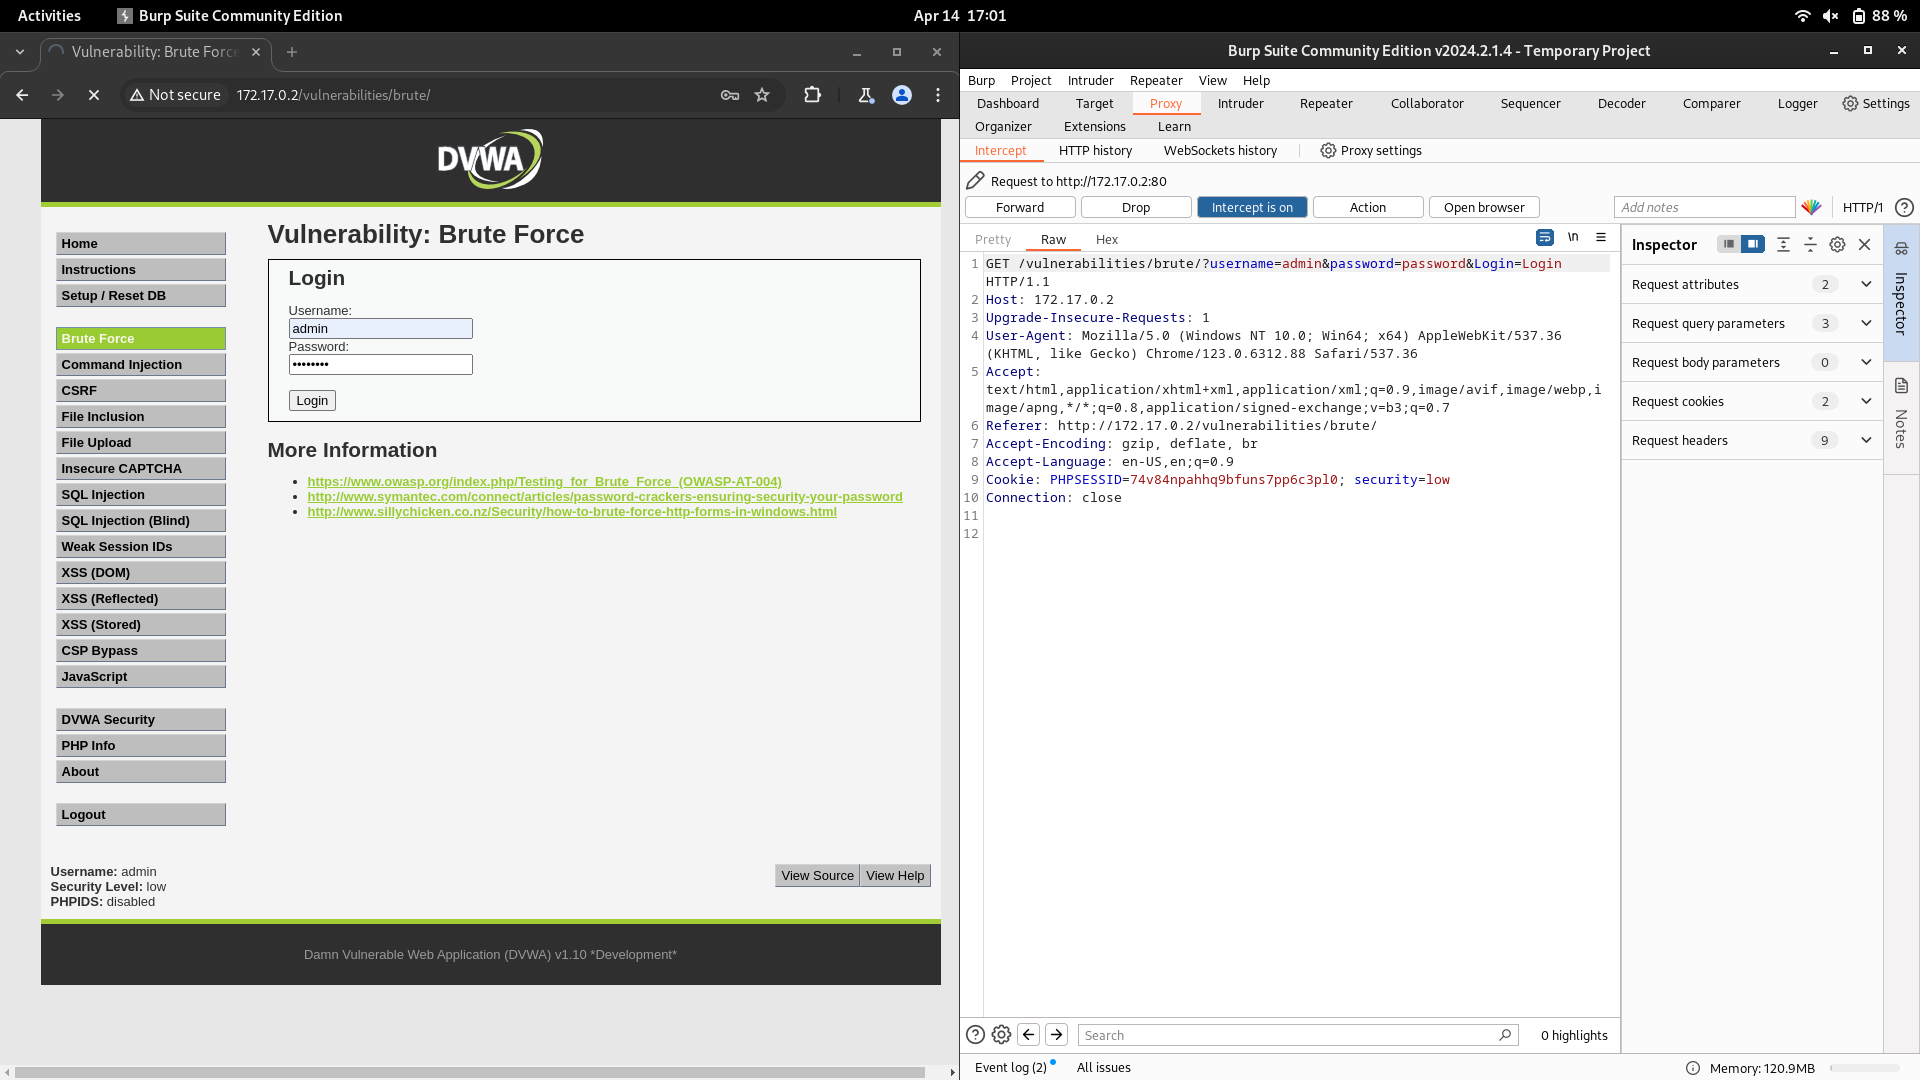 Activities
Burp Suite Community Edition
Apr 14 17:01
88 %
Vulnerability: Brute Force
Not secure
172.17.0.2/vulnerabilities/brute/
DVWA
Home
Instructions
Setup / Reset DB
Brute Force
Command Injection
CSRF
File Inclusion
File Upload
Insecure CAPTCHA
SQL Injection
SQL Injection (Blind)
Weak Session IDs
XSS (DOM)
XSS (Reflected)
XSS (Stored)
CSP Bypass
JavaScript
DVWA Security
PHP Info
About
Logout
Vulnerability: Brute Force
Login
Username:
admin
Password:
••••••••
Login
More Information
• https://www.owasp.org/index.php/Testing_for_Brute_Force_(OWASP-AT-004)
• http://www.symantec.com/connect/articles/password-crackers-ensuring-security-your-password
• http://www.sillychicken.co.nz/Security/how-to-brute-force-http-forms-in-windows.html
Username: admin
Security Level: low
PHPIDS: disabled
View Source
View Help
Damn Vulnerable Web Application (DVWA) v1.10 *Development*
Burp Suite Community Edition v2024.2.1.4 - Temporary Project
Burp Project Intruder Repeater View Help
Dashboard Target Proxy Intruder Repeater Collaborator Sequencer Decoder Comparer Logger Settings
Organizer Extensions Learn
Intercept HTTP history WebSockets history Proxy settings
Request to http://172.17.0.2:80
Forward Drop Intercept is on Action Open browser Add notes HTTP/1 ?
Pretty Raw Hex \n
1 GET /vulnerabilities/brute/?username=admin&password=password&Login=Login
HTTP/1.1
2 Host: 172.17.0.2
3 Upgrade-Insecure-Requests: 1
4 User-Agent: Mozilla/5.0 (Windows NT 10.0; Win64; x64) AppleWebKit/537.36
(KHTML, like Gecko) Chrome/123.0.6312.88 Safari/537.36
5 Accept:
text/html,application/xhtml+xml,application/xml;q=0.9,image/avif,image/webp,i
mage/apng,*/*;q=0.8,application/signed-exchange;v=b3;q=0.7
6 Referer: http://172.17.0.2/vulnerabilities/brute/
7 Accept-Encoding: gzip, deflate, br
8 Accept-Language: en-US,en;q=0.9
9 Cookie: PHPSESSID=74v84npahhq9bfuns7pp6c3pl0; security=low
10 Connection: close
11
12
Inspector
Request attributes 2
Request query parameters 3
Request body parameters 0
Request cookies 2
Request headers 9
Inspector
Notes
Search
0 highlights
Event log (2)
All issues
Memory: 120.9MB